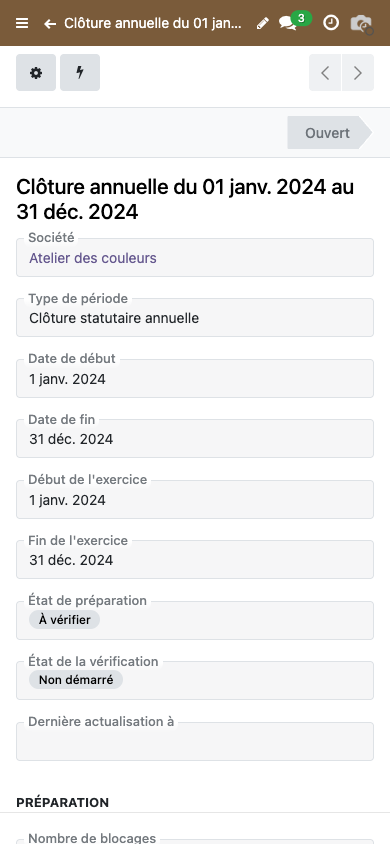 Clôture annuelle du 01 jan...
3
Ouvert
Clôture annuelle du 01 janv. 2024 au
31 déc. 2024
Société
Atelier des couleurs
Type de période
Clôture statutaire annuelle
Date de début
1 janv. 2024
Date de fin
31 déc. 2024
Début de l'exercice
1 janv. 2024
Fin de l'exercice
31 déc. 2024
État de préparation
À vérifier
État de la vérification
Non démarré
Dernière actualisation à
PRÉPARATION
Nombre de blocages